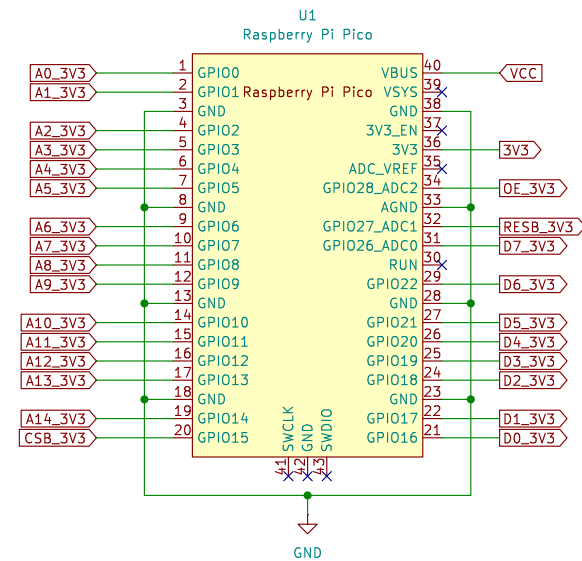 U1
Raspberry Pi Pico
A0_3V3 1 GPIO0 VBUS 40 VCC
A1_3V3 2 GPIO1 Raspberry Pi Pico VSYS 39
3 GND GND 38
A2_3V3 4 GPIO2 3V3_EN 37
A3_3V3 5 GPIO3 3V3 36 3V3
A4_3V3 6 GPIO4 ADC_VREF 35
A5_3V3 7 GPIO5 GPIO28_ADC2 34 OE_3V3
8 GND AGND 33
A6_3V3 9 GPIO6 GPIO27_ADC1 32 RESB_3V3
A7_3V3 10 GPIO7 GPIO26_ADC0 31 D7_3V3
A8_3V3 11 GPIO8 RUN 30
A9_3V3 12 GPIO9 GPIO22 29 D6_3V3
13 GND GND 28
A10_3V3 14 GPIO10 GPIO21 27 D5_3V3
A11_3V3 15 GPIO11 GPIO20 26 D4_3V3
A12_3V3 16 GPIO12 GPIO19 25 D3_3V3
A13_3V3 17 GPIO13 GPIO18 24 D2_3V3
18 GND GND 23
A14_3V3 19 GPIO14 GPIO17 22 D1_3V3
CSB_3V3 20 GPIO15 GPIO16 21 D0_3V3
SWCLK GND SWDIO
41 42 43
GND